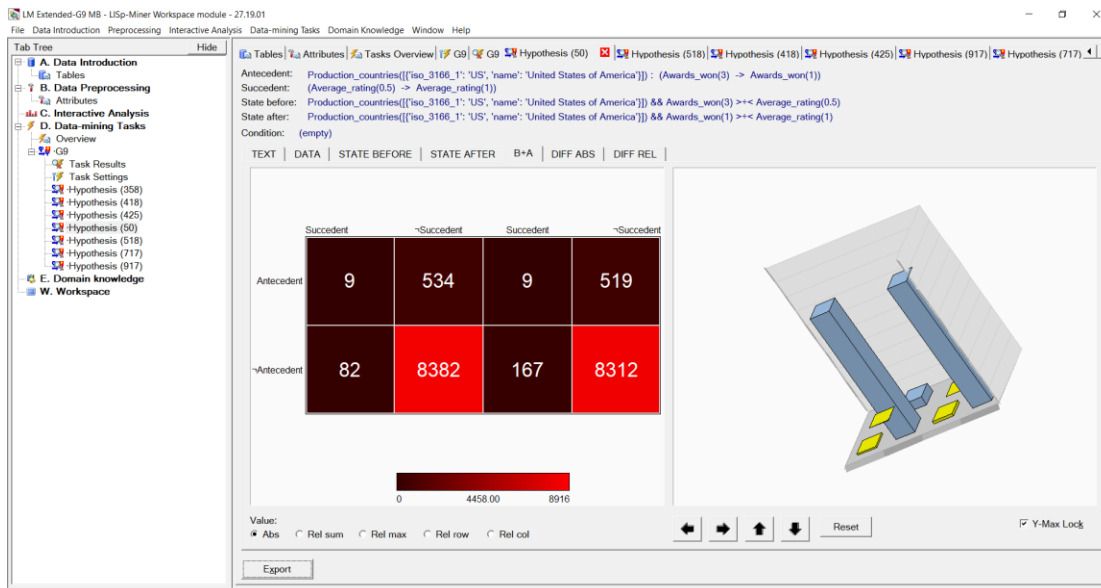 LM Extended-G9 MB - LISp-Miner Workspace module - 27.19.01
File Data Introduction Preprocessing Interactive Analysis Data-mining Tasks Domain Knowledge Window Help
Tab Tree Hide
A. Data Introduction
Tables
B. Data Preprocessing
Attributes
C. Interactive Analysis
D. Data-mining Tasks
Overview
G9
Task Results
Task Settings
Hypothesis (358)
Hypothesis (418)
Hypothesis (425)
Hypothesis (50)
Hypothesis (518)
Hypothesis (717)
Hypothesis (917)
E. Domain knowledge
W. Workspace
Tables Attributes Tasks Overview G9 G9 Hypothesis (50) Hypothesis (518) Hypothesis (418) Hypothesis (425) Hypothesis (917) Hypothesis (717)
Antecedent: Production_countries([{'iso_3166_1': 'US', 'name': 'United States of America'}]) : (Awards_won(3) -> Awards_won(1))
Succedent: (Average_rating(0.5) -> Average_rating(1))
State before: Production_countries([{'iso_3166_1': 'US', 'name': 'United States of America'}]) && Awards_won(3) >÷< Average_rating(0.5)
State after: Production_countries([{'iso_3166_1': 'US', 'name': 'United States of America'}]) && Awards_won(1) >÷< Average_rating(1)
Condition: (empty)
TEXT | DATA | STATE BEFORE | STATE AFTER | B+A | DIFF ABS | DIFF REL |
Succedent ¬Succedent Succedent ¬Succedent
Antecedent 9 534 9 519
¬Antecedent 82 8382 167 8312
0 4458.00 8916
Value:
Abs Rel sum Rel max Rel row Rel col
Reset
Y-Max Lock
Export